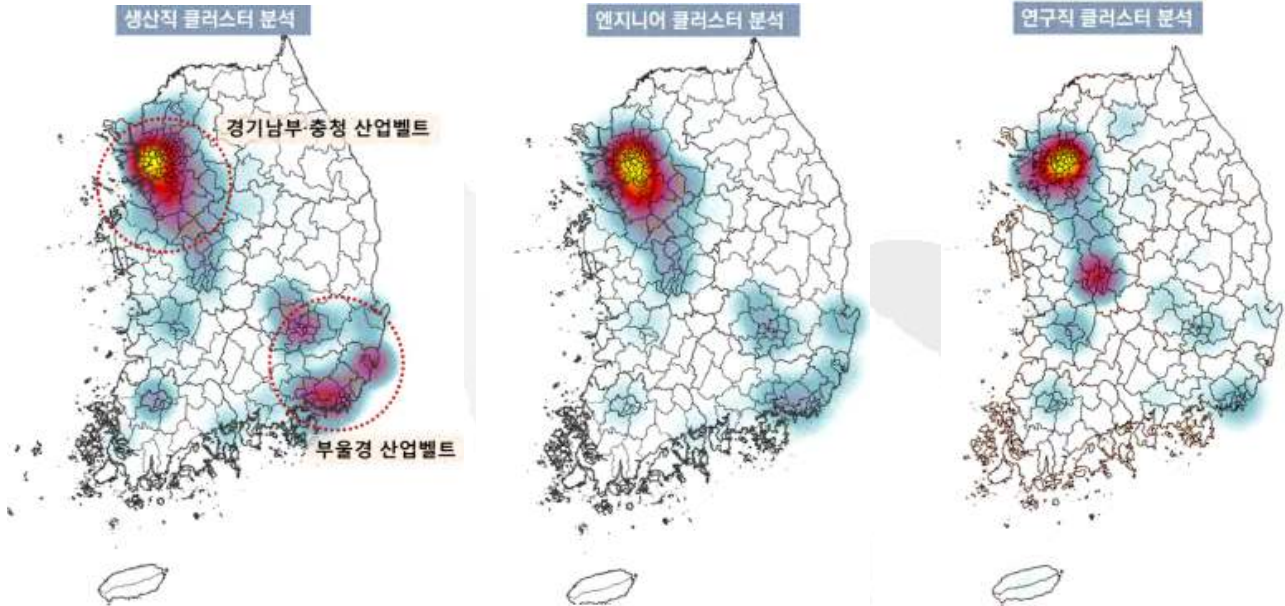 생산직 클러스터 분석
엔지니어 클러스터 분석
연구직 클러스터 분석
경기남부·충청 산업벨트
부울경 산업벨트